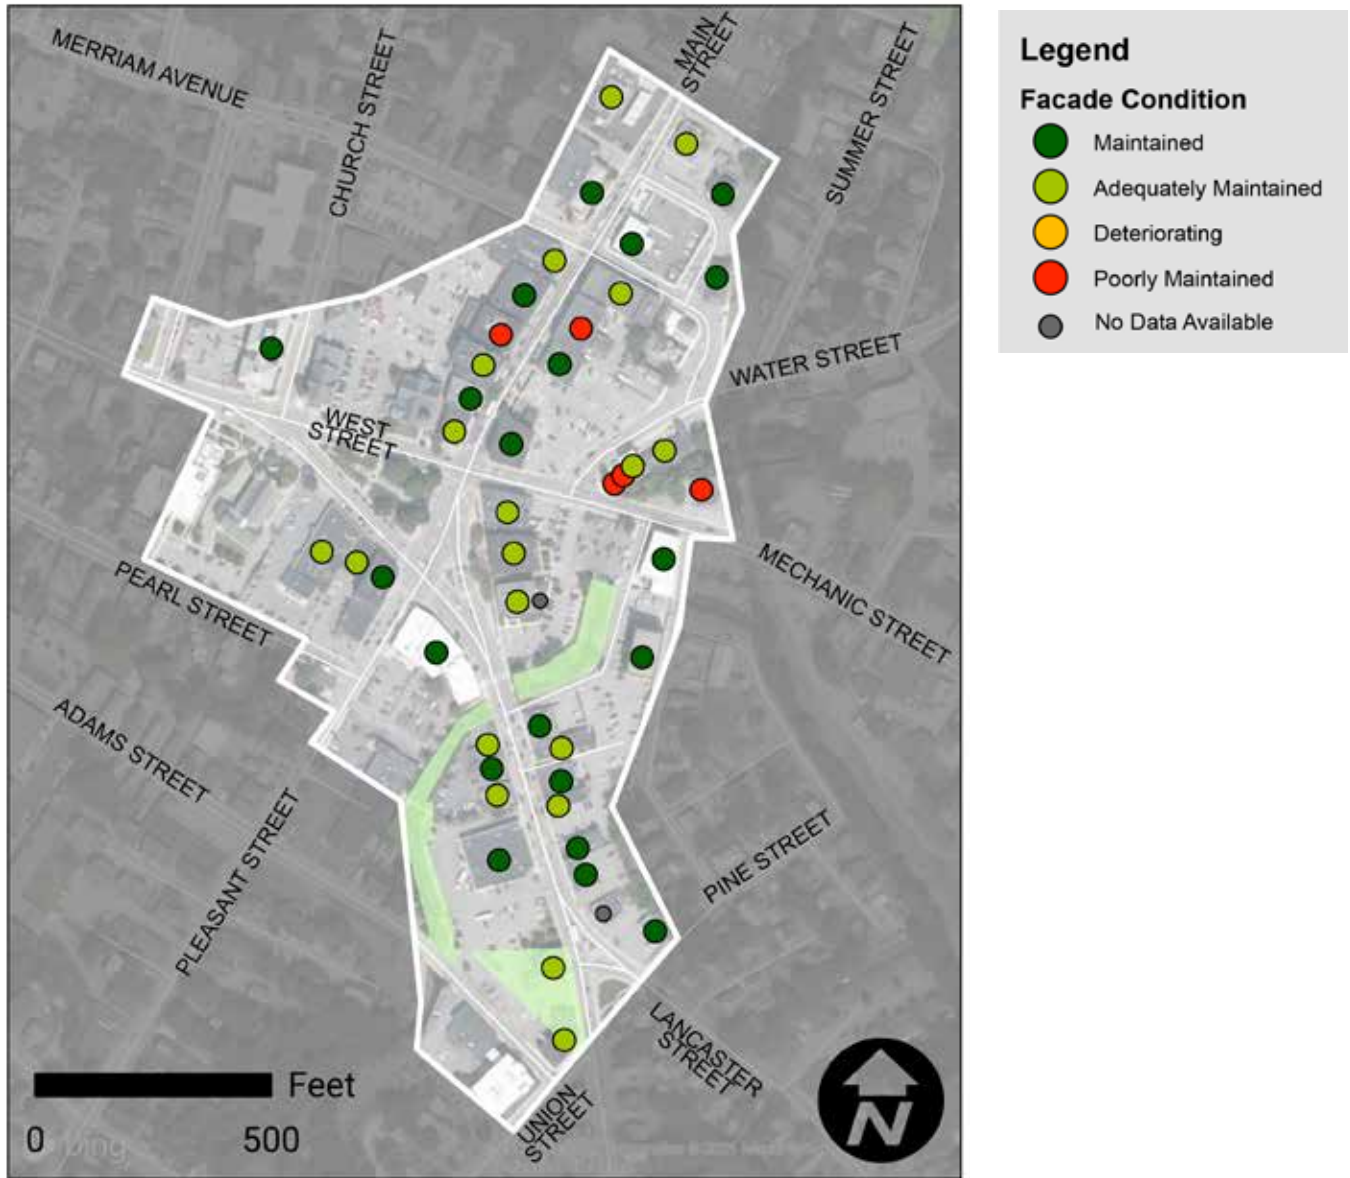 MERRIAM AVENUE
CHURCH STREET
MAIN
STREET
SUMMER STREET
WATER STREET
WEST
STREET
MECHANIC STREET
PEARL STREET
ADAMS STREET
PLEASANT STREET
PINE STREET
LANCASTER
STREET
UNION
STREET
Feet
0
500
bing
N
Legend
Facade Condition
Maintained
Adequately Maintained
Deteriorating
Poorly Maintained
No Data Available